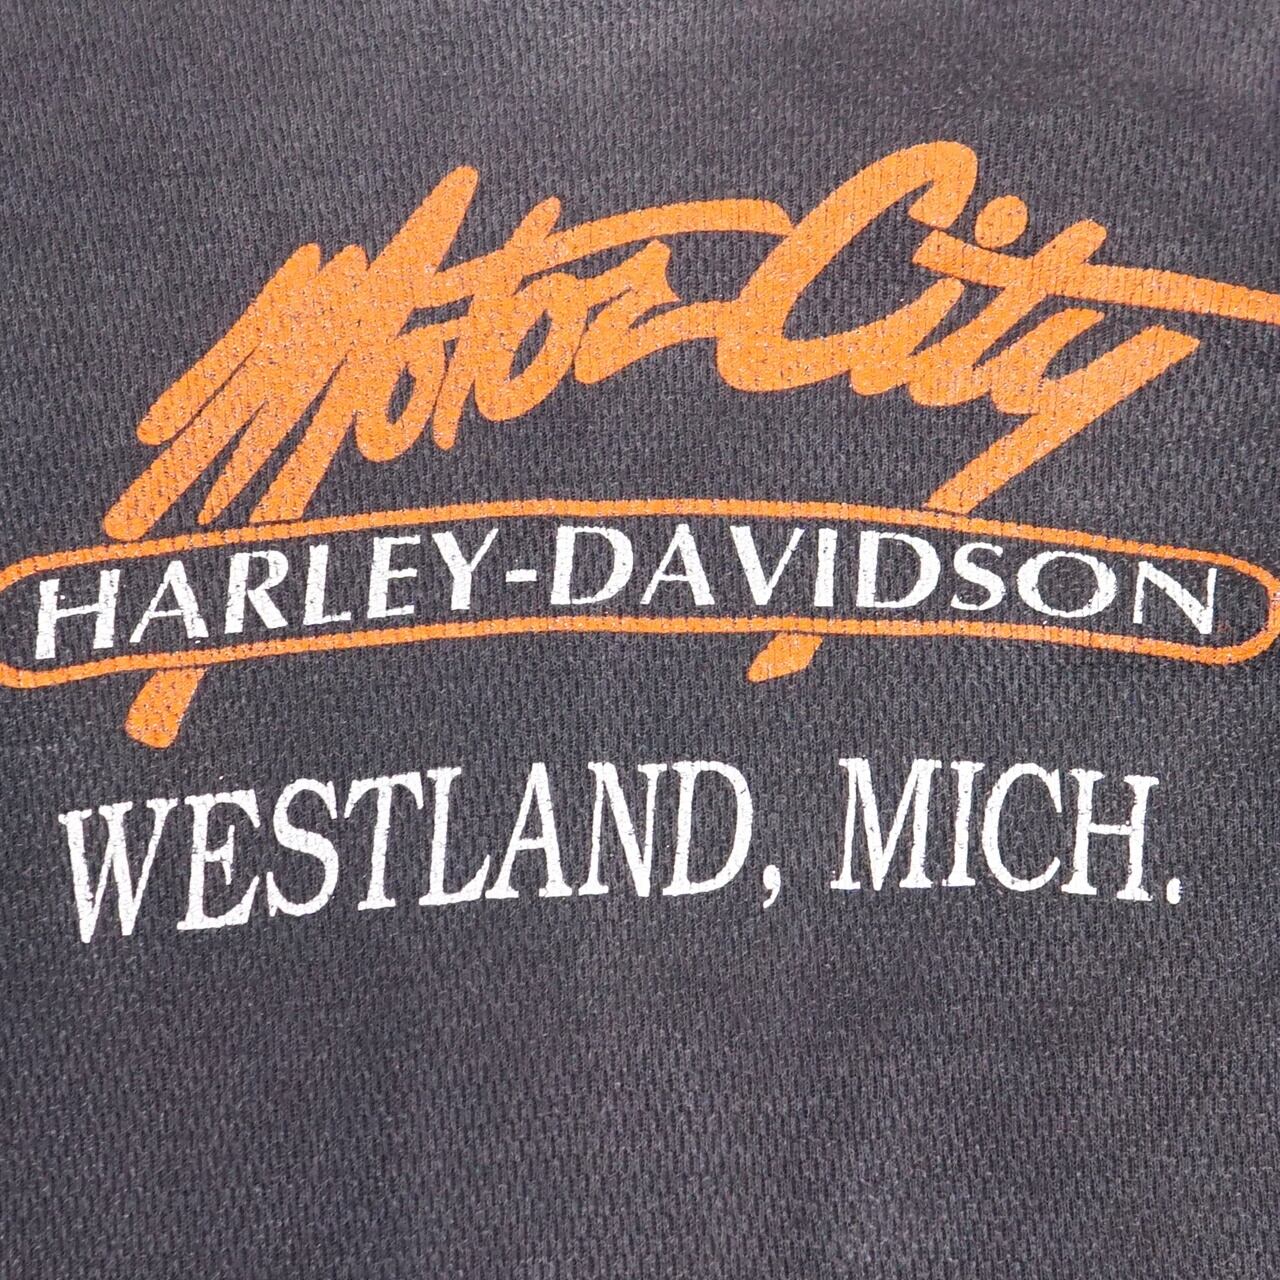 Motor City
HARLEY-DAVIDSON
WESTLAND, MICH.